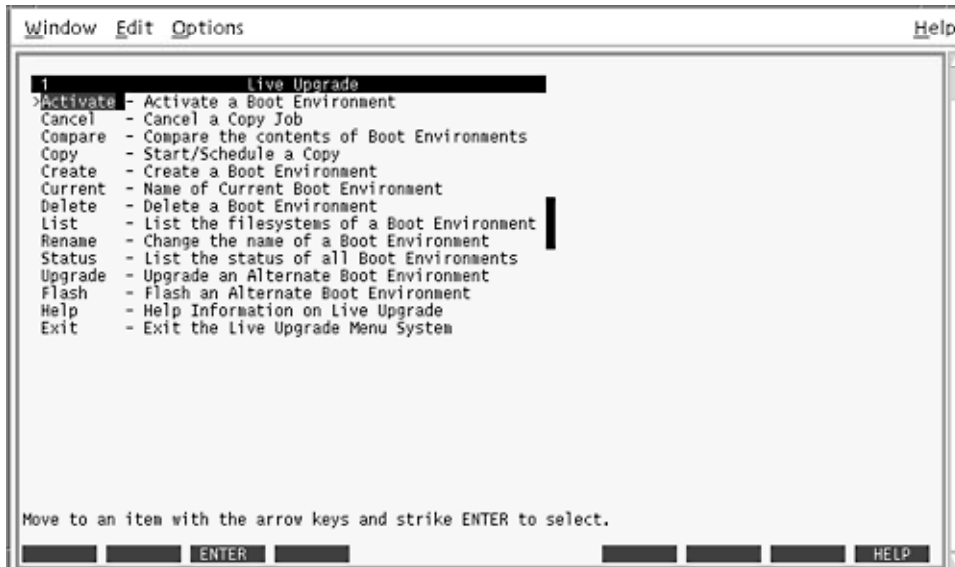 Window Edit Options Help
1 Live Upgrade
>Activate - Activate a Boot Environment
Cancel - Cancel a Copy Job
Compare - Compare the contents of Boot Environments
Copy - Start/Schedule a Copy
Create - Create a Boot Environment
Current - Name of Current Boot Environment
Delete - Delete a Boot Environment
List - List the filesystems of a Boot Environment
Rename - Change the name of a Boot Environment
Status - List the status of all Boot Environments
Upgrade - Upgrade an Alternate Boot Environment
Flash - Flash an Alternate Boot Environment
Help - Help Information on Live Upgrade
Exit - Exit the Live Upgrade Menu System
Move to an item with the arrow keys and strike ENTER to select.
ENTER HELP